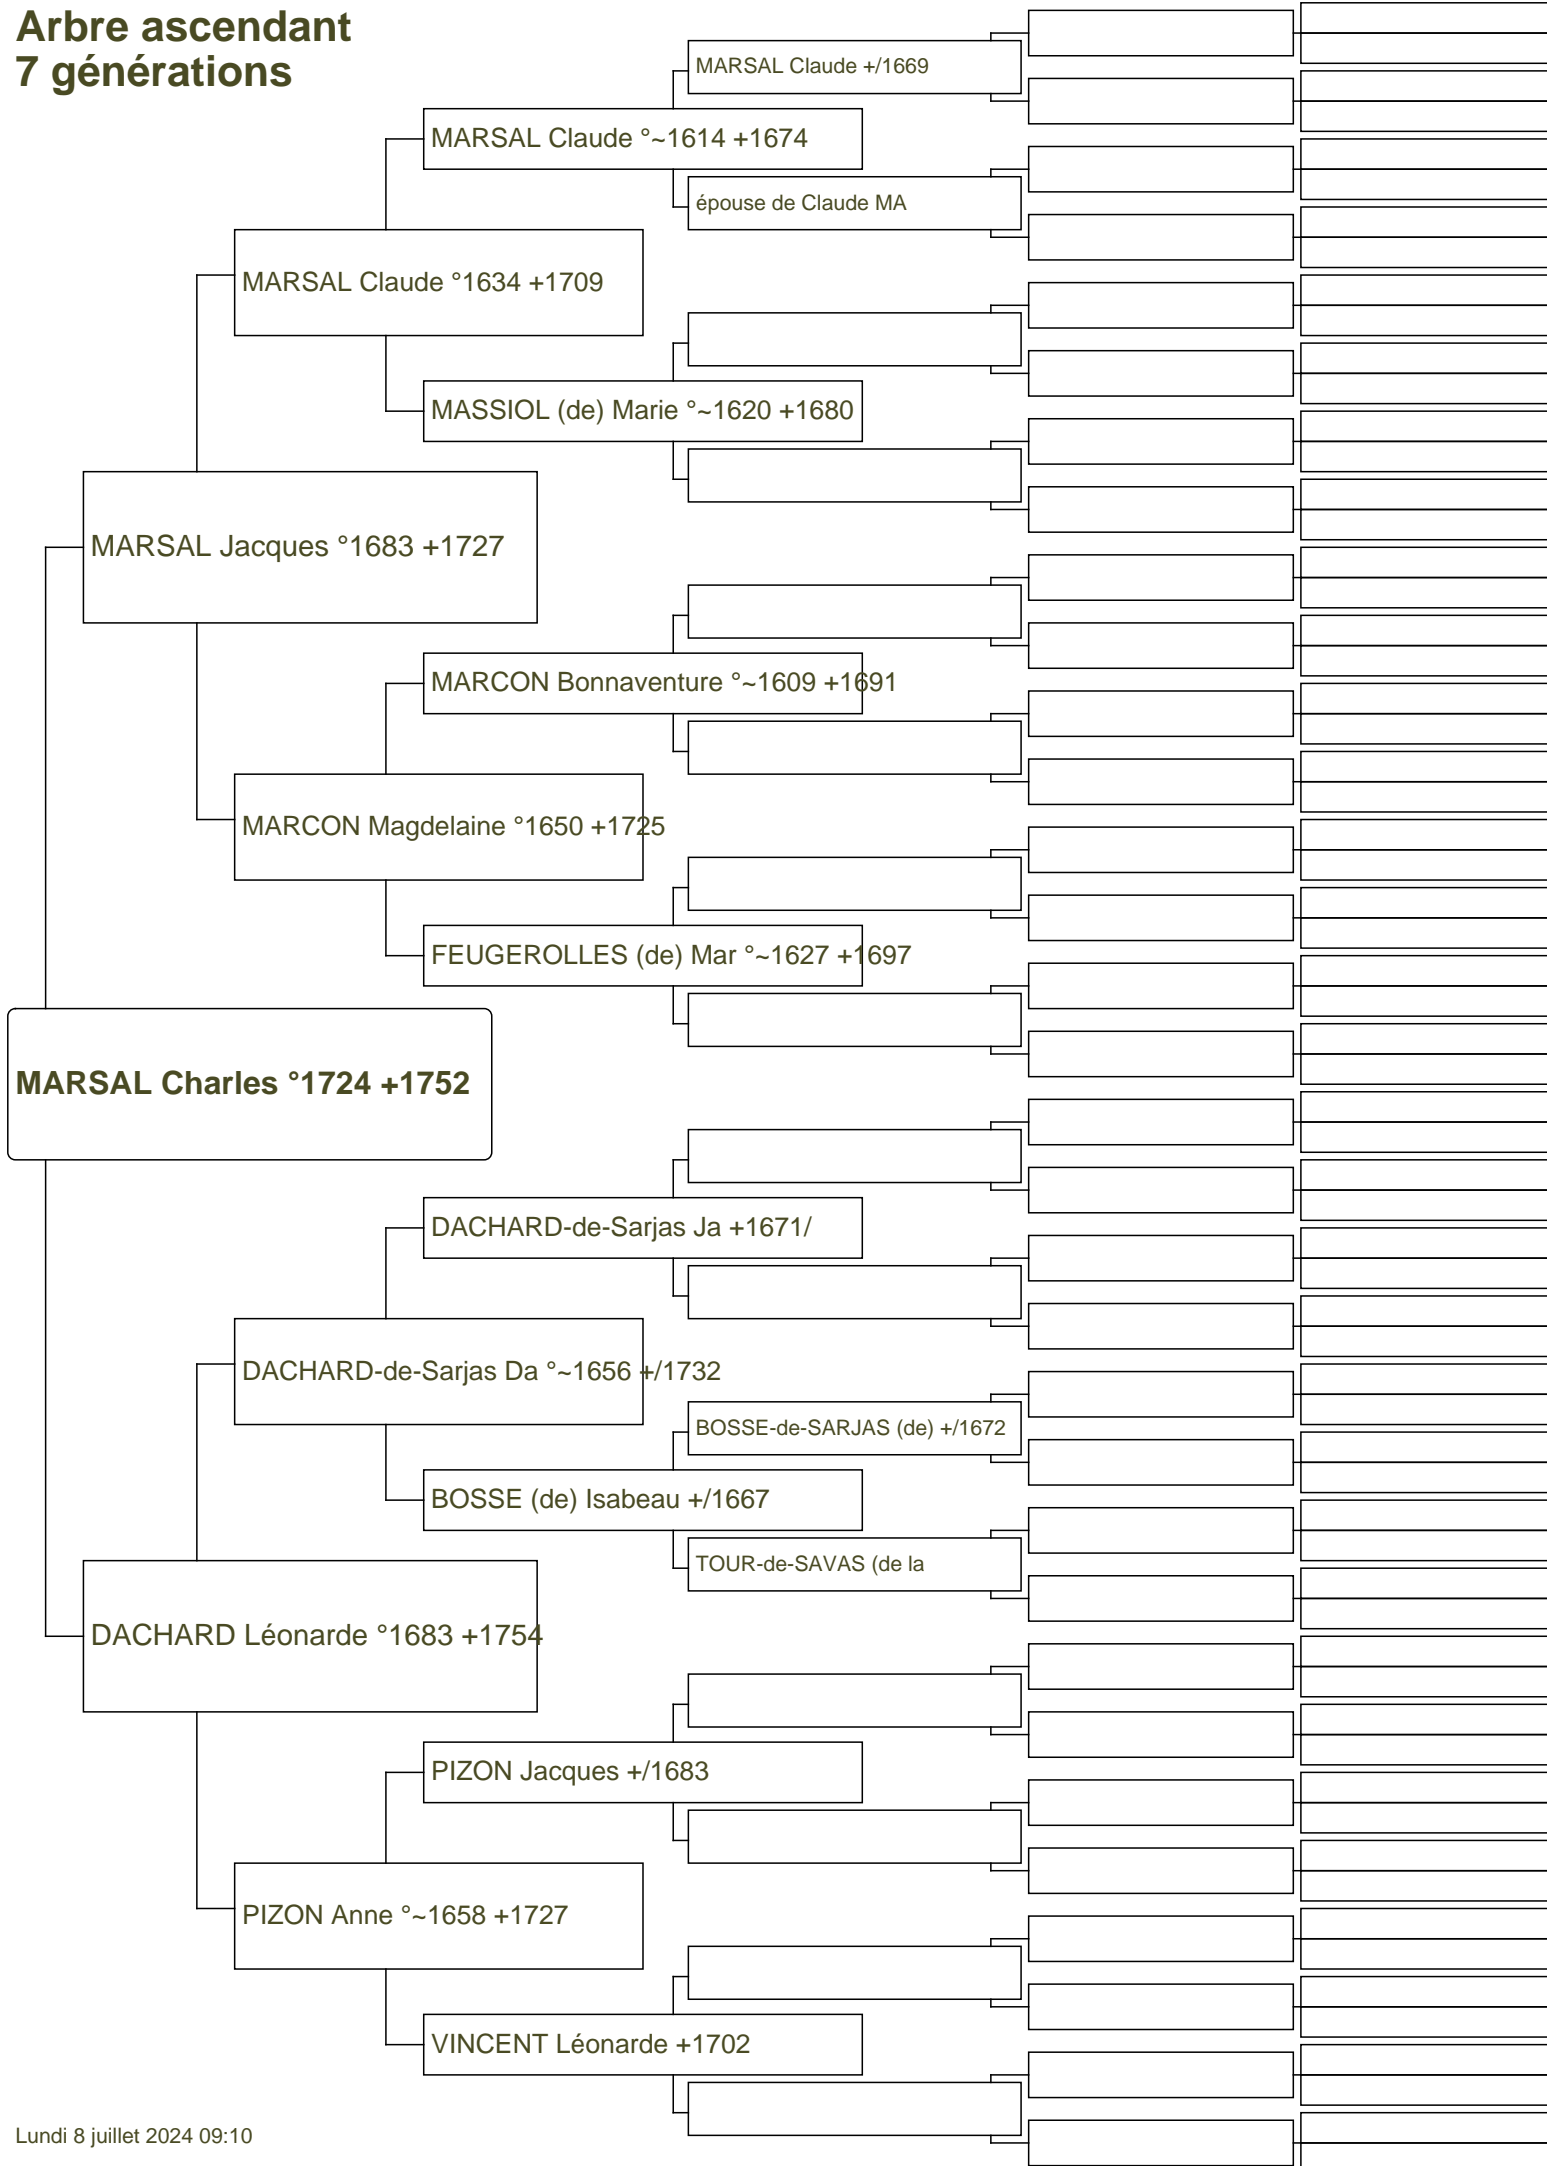 Arbre ascendant
7 générations
MARSAL Claude +/1669
MARSAL Claude °~1614 +1674
épouse de Claude MA
MARSAL Claude °1634 +1709
MASSIOL (de) Marie °~1620 +1680
MARSAL Jacques °1683 +1727
MARCON Bonnaventure °~1609 +1691
MARCON Magdelaine °1650 +1725
FEUGEROLLES (de) Mar °~1627 +1697
MARSAL Charles °1724 +1752
DACHARD-de-Sarjas Ja +1671/
DACHARD-de-Sarjas Da °~1656 +/1732
BOSSE-de-SARJAS (de) +/1672
BOSSE (de) Isabeau +/1667
TOUR-de-SAVAS (de la
DACHARD Léonarde °1683 +1754
PIZON Jacques +/1683
PIZON Anne °~1658 +1727
VINCENT Léonarde +1702
Lundi 8 juillet 2024 09:10